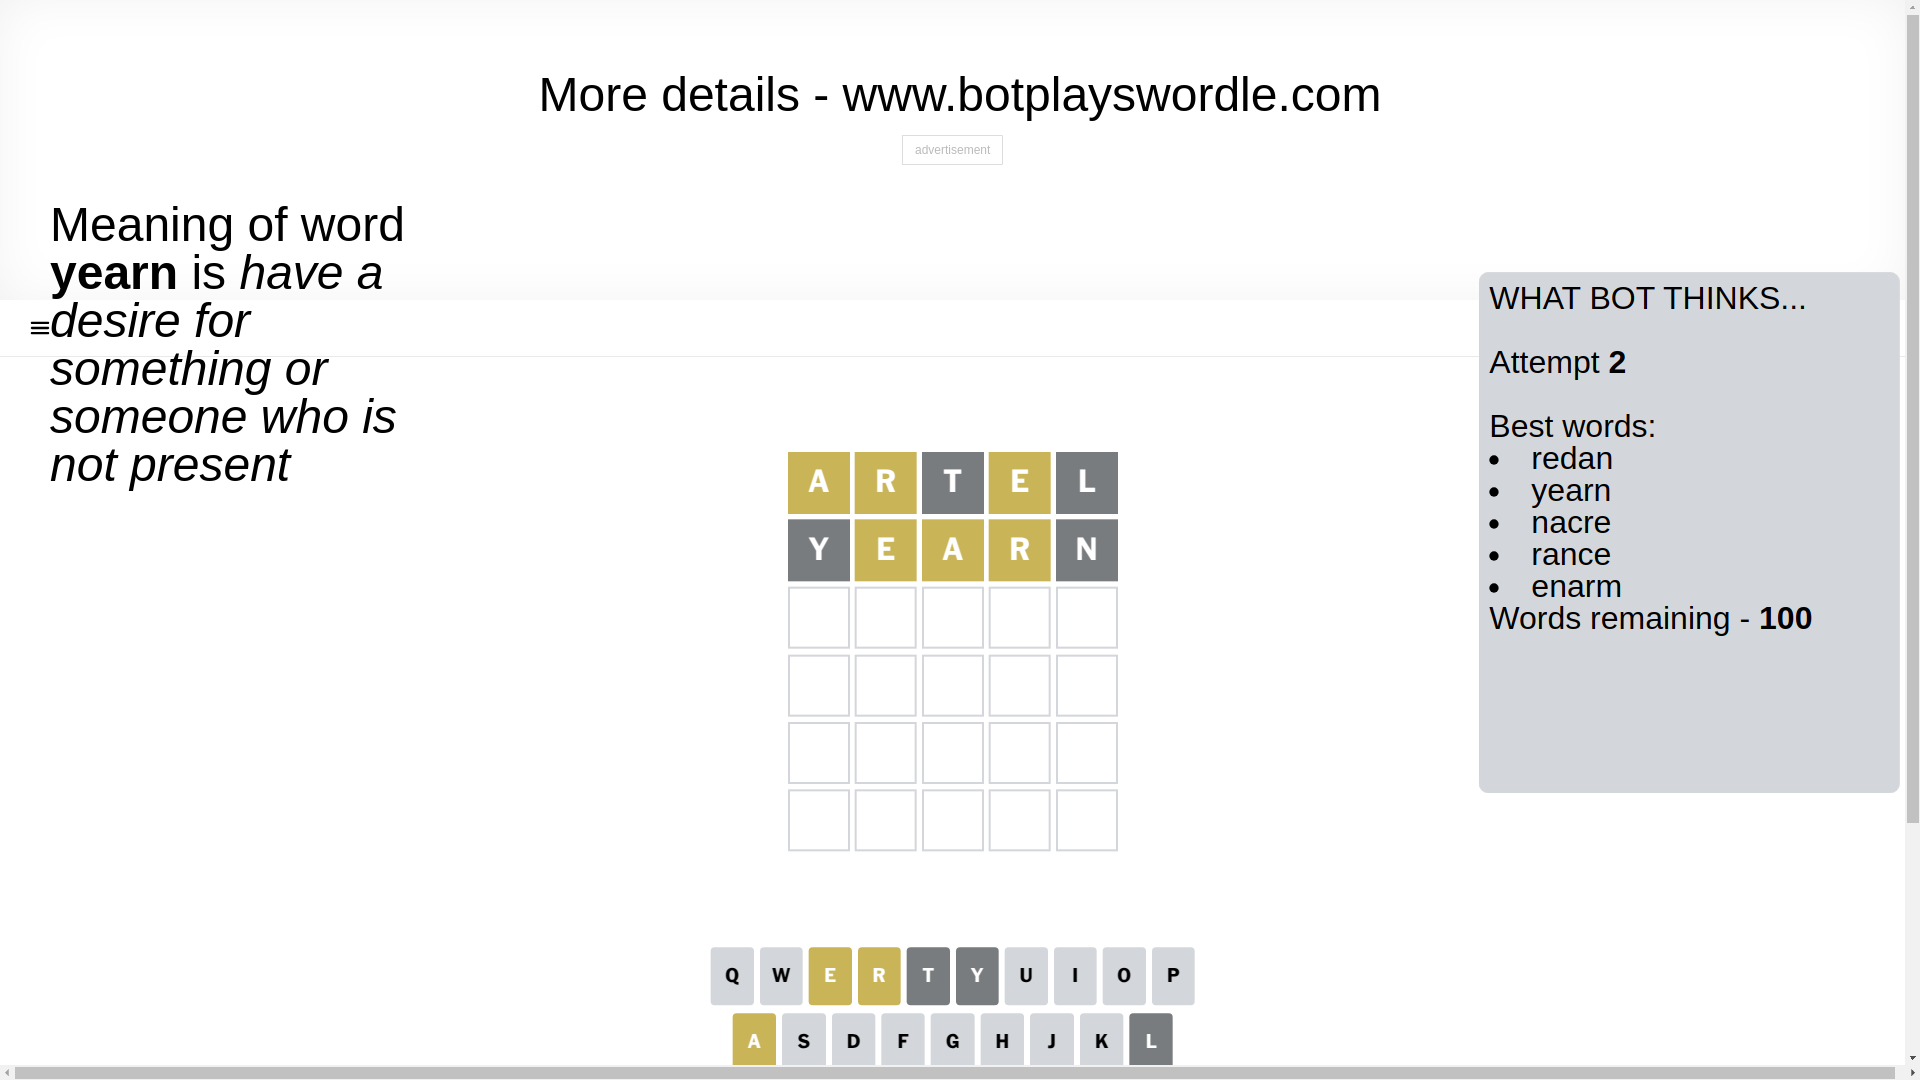 More details - www.botplayswordle.com
advertisement
Meaning of word
yearn is have a
desire for
something or
someone who is
not present
WHAT BOT THINKS...
Attempt 2
Best words:
• redan
• yearn
• nacre
• rance
• enarm
Words remaining - 100
A R T E L
Y E A R N
Q W E R T Y U I O P
A S D F G H J K L